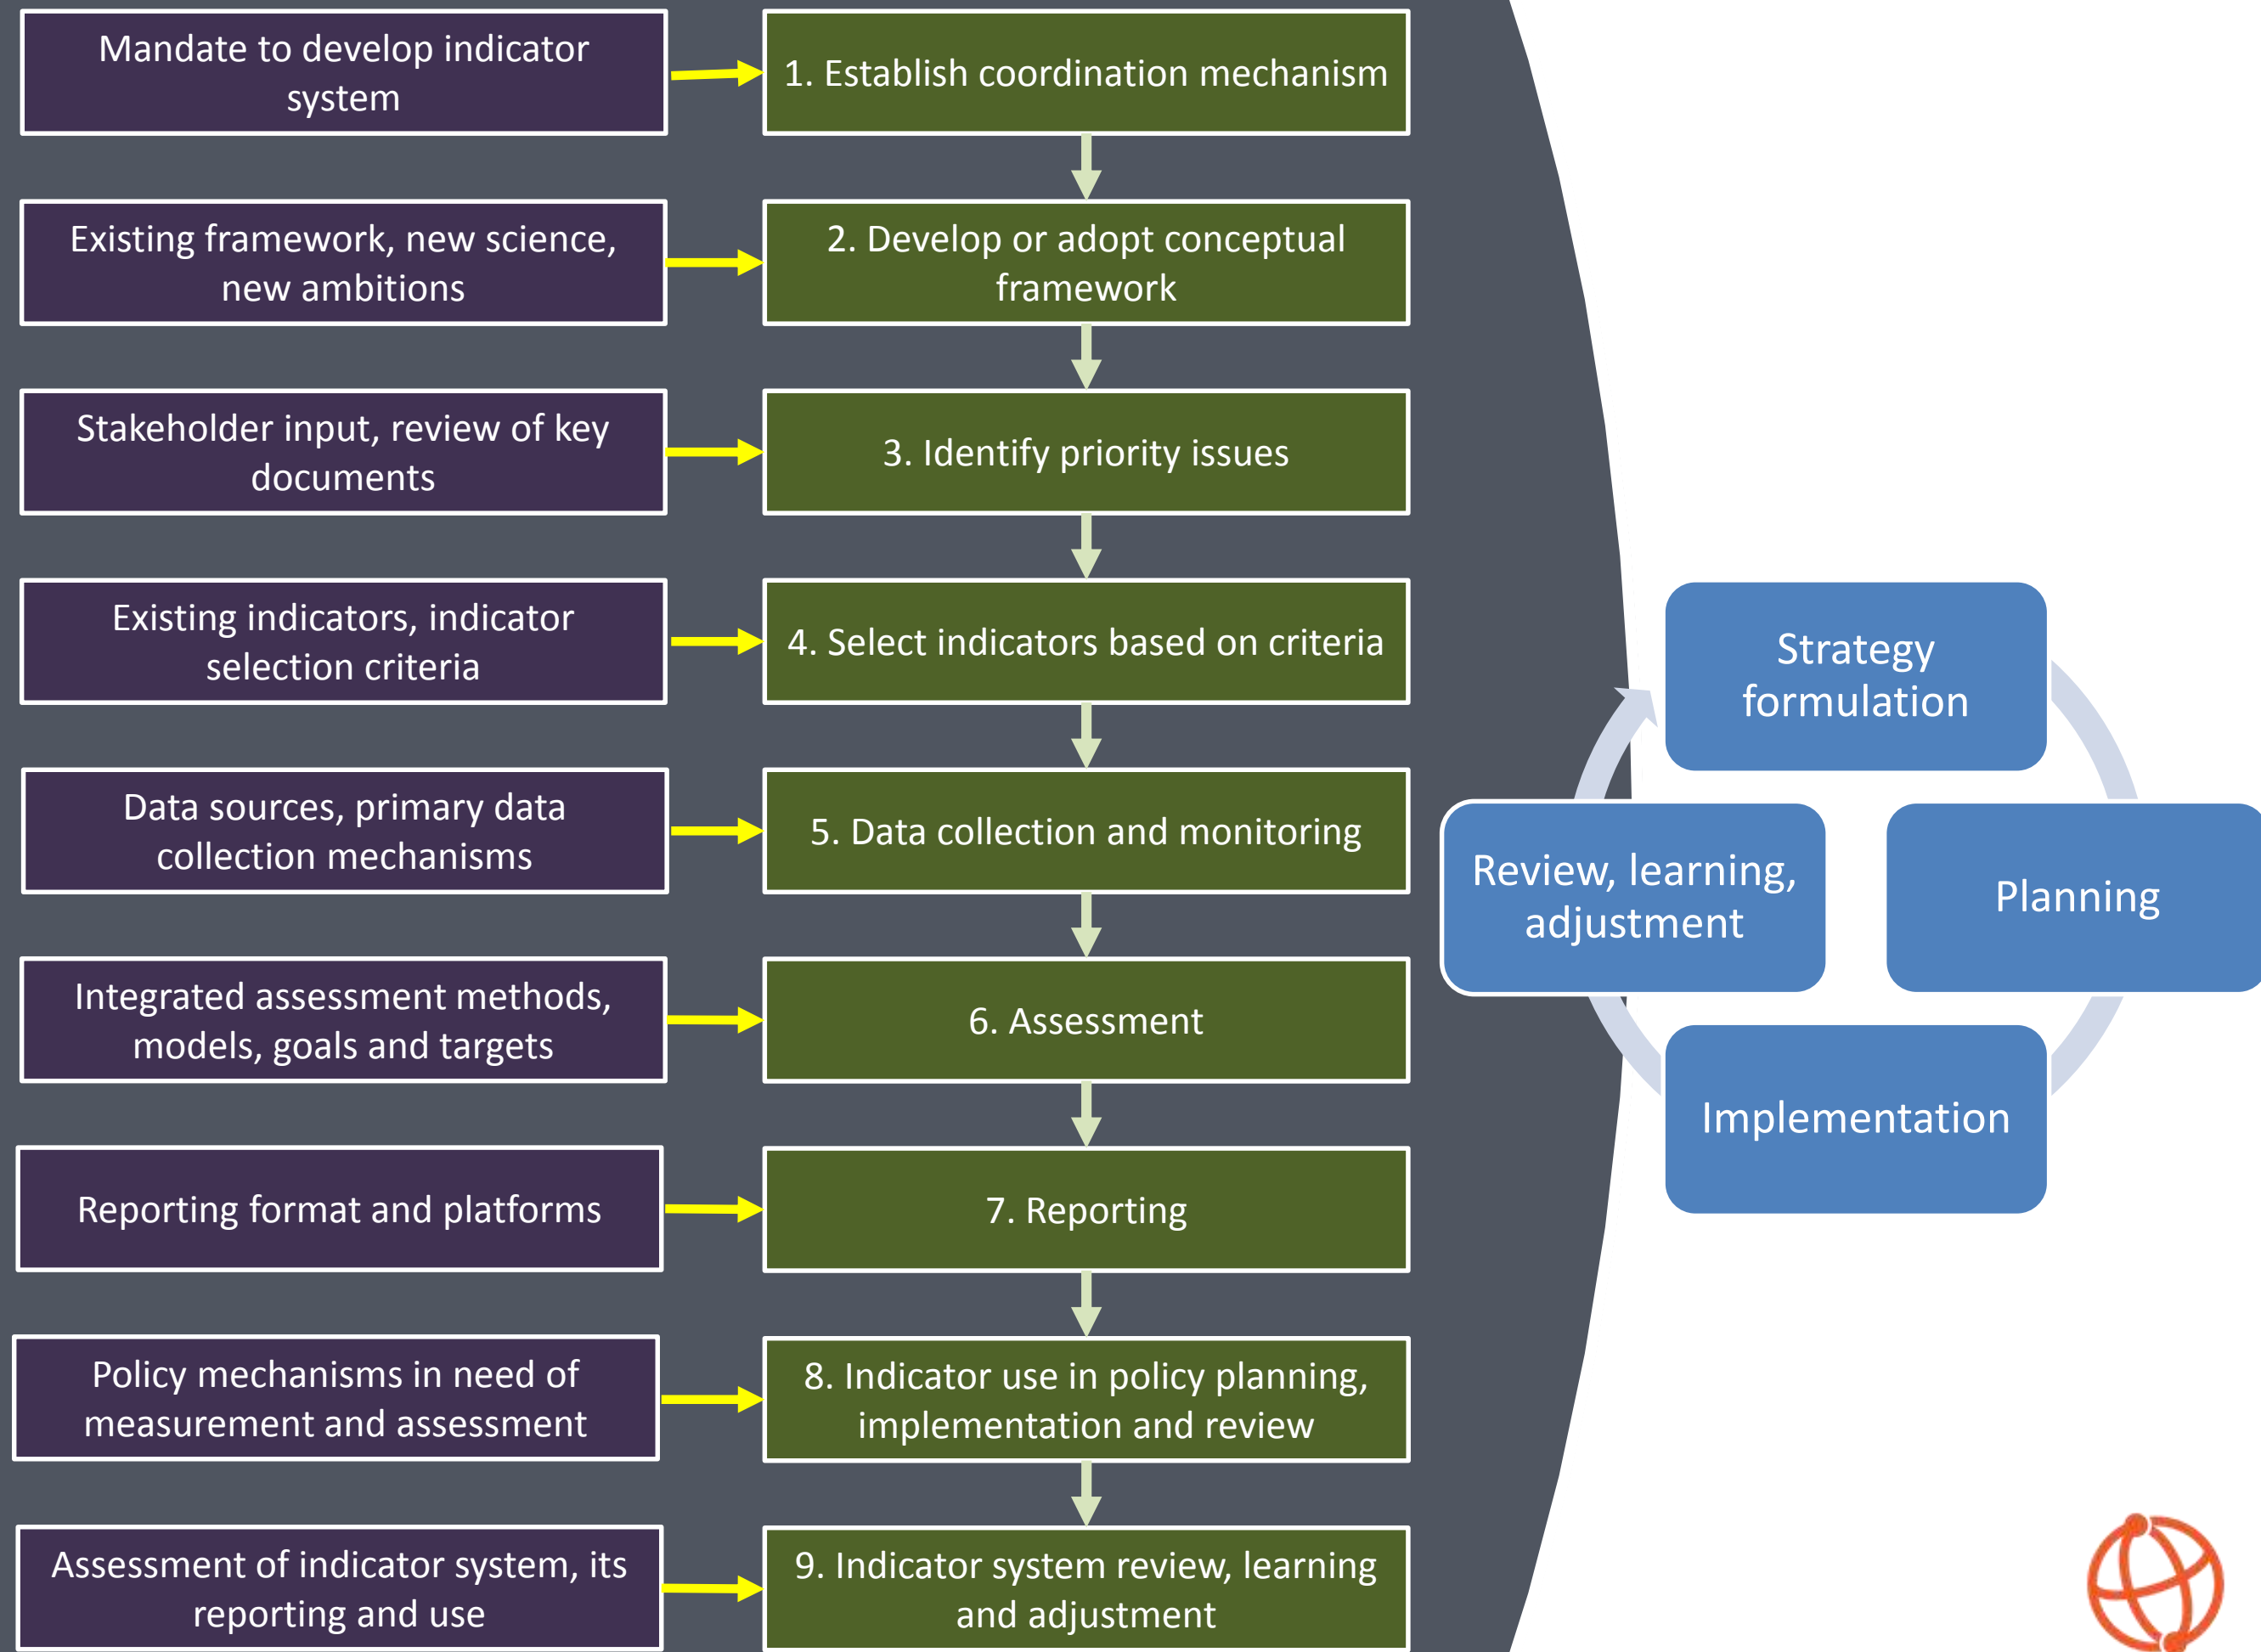 Mandate to develop indicator
system
1. Establish coordination mechanism
Existing framework, new science,
new ambitions
2. Develop or adopt conceptual
framework
Stakeholder input, review of key
documents
3. Identify priority issues
Existing indicators, indicator
selection criteria
4. Select indicators based on criteria
Data sources, primary data
collection mechanisms
5. Data collection and monitoring
Integrated assessment methods,
models, goals and targets
6. Assessment
Reporting format and platforms
7. Reporting
Policy mechanisms in need of
measurement and assessment
8. Indicator use in policy planning,
implementation and review
Assessment of indicator system, its
reporting and use
9. Indicator system review, learning
and adjustment
Strategy
formulation
Planning
Implementation
Review, learning,
adjustment